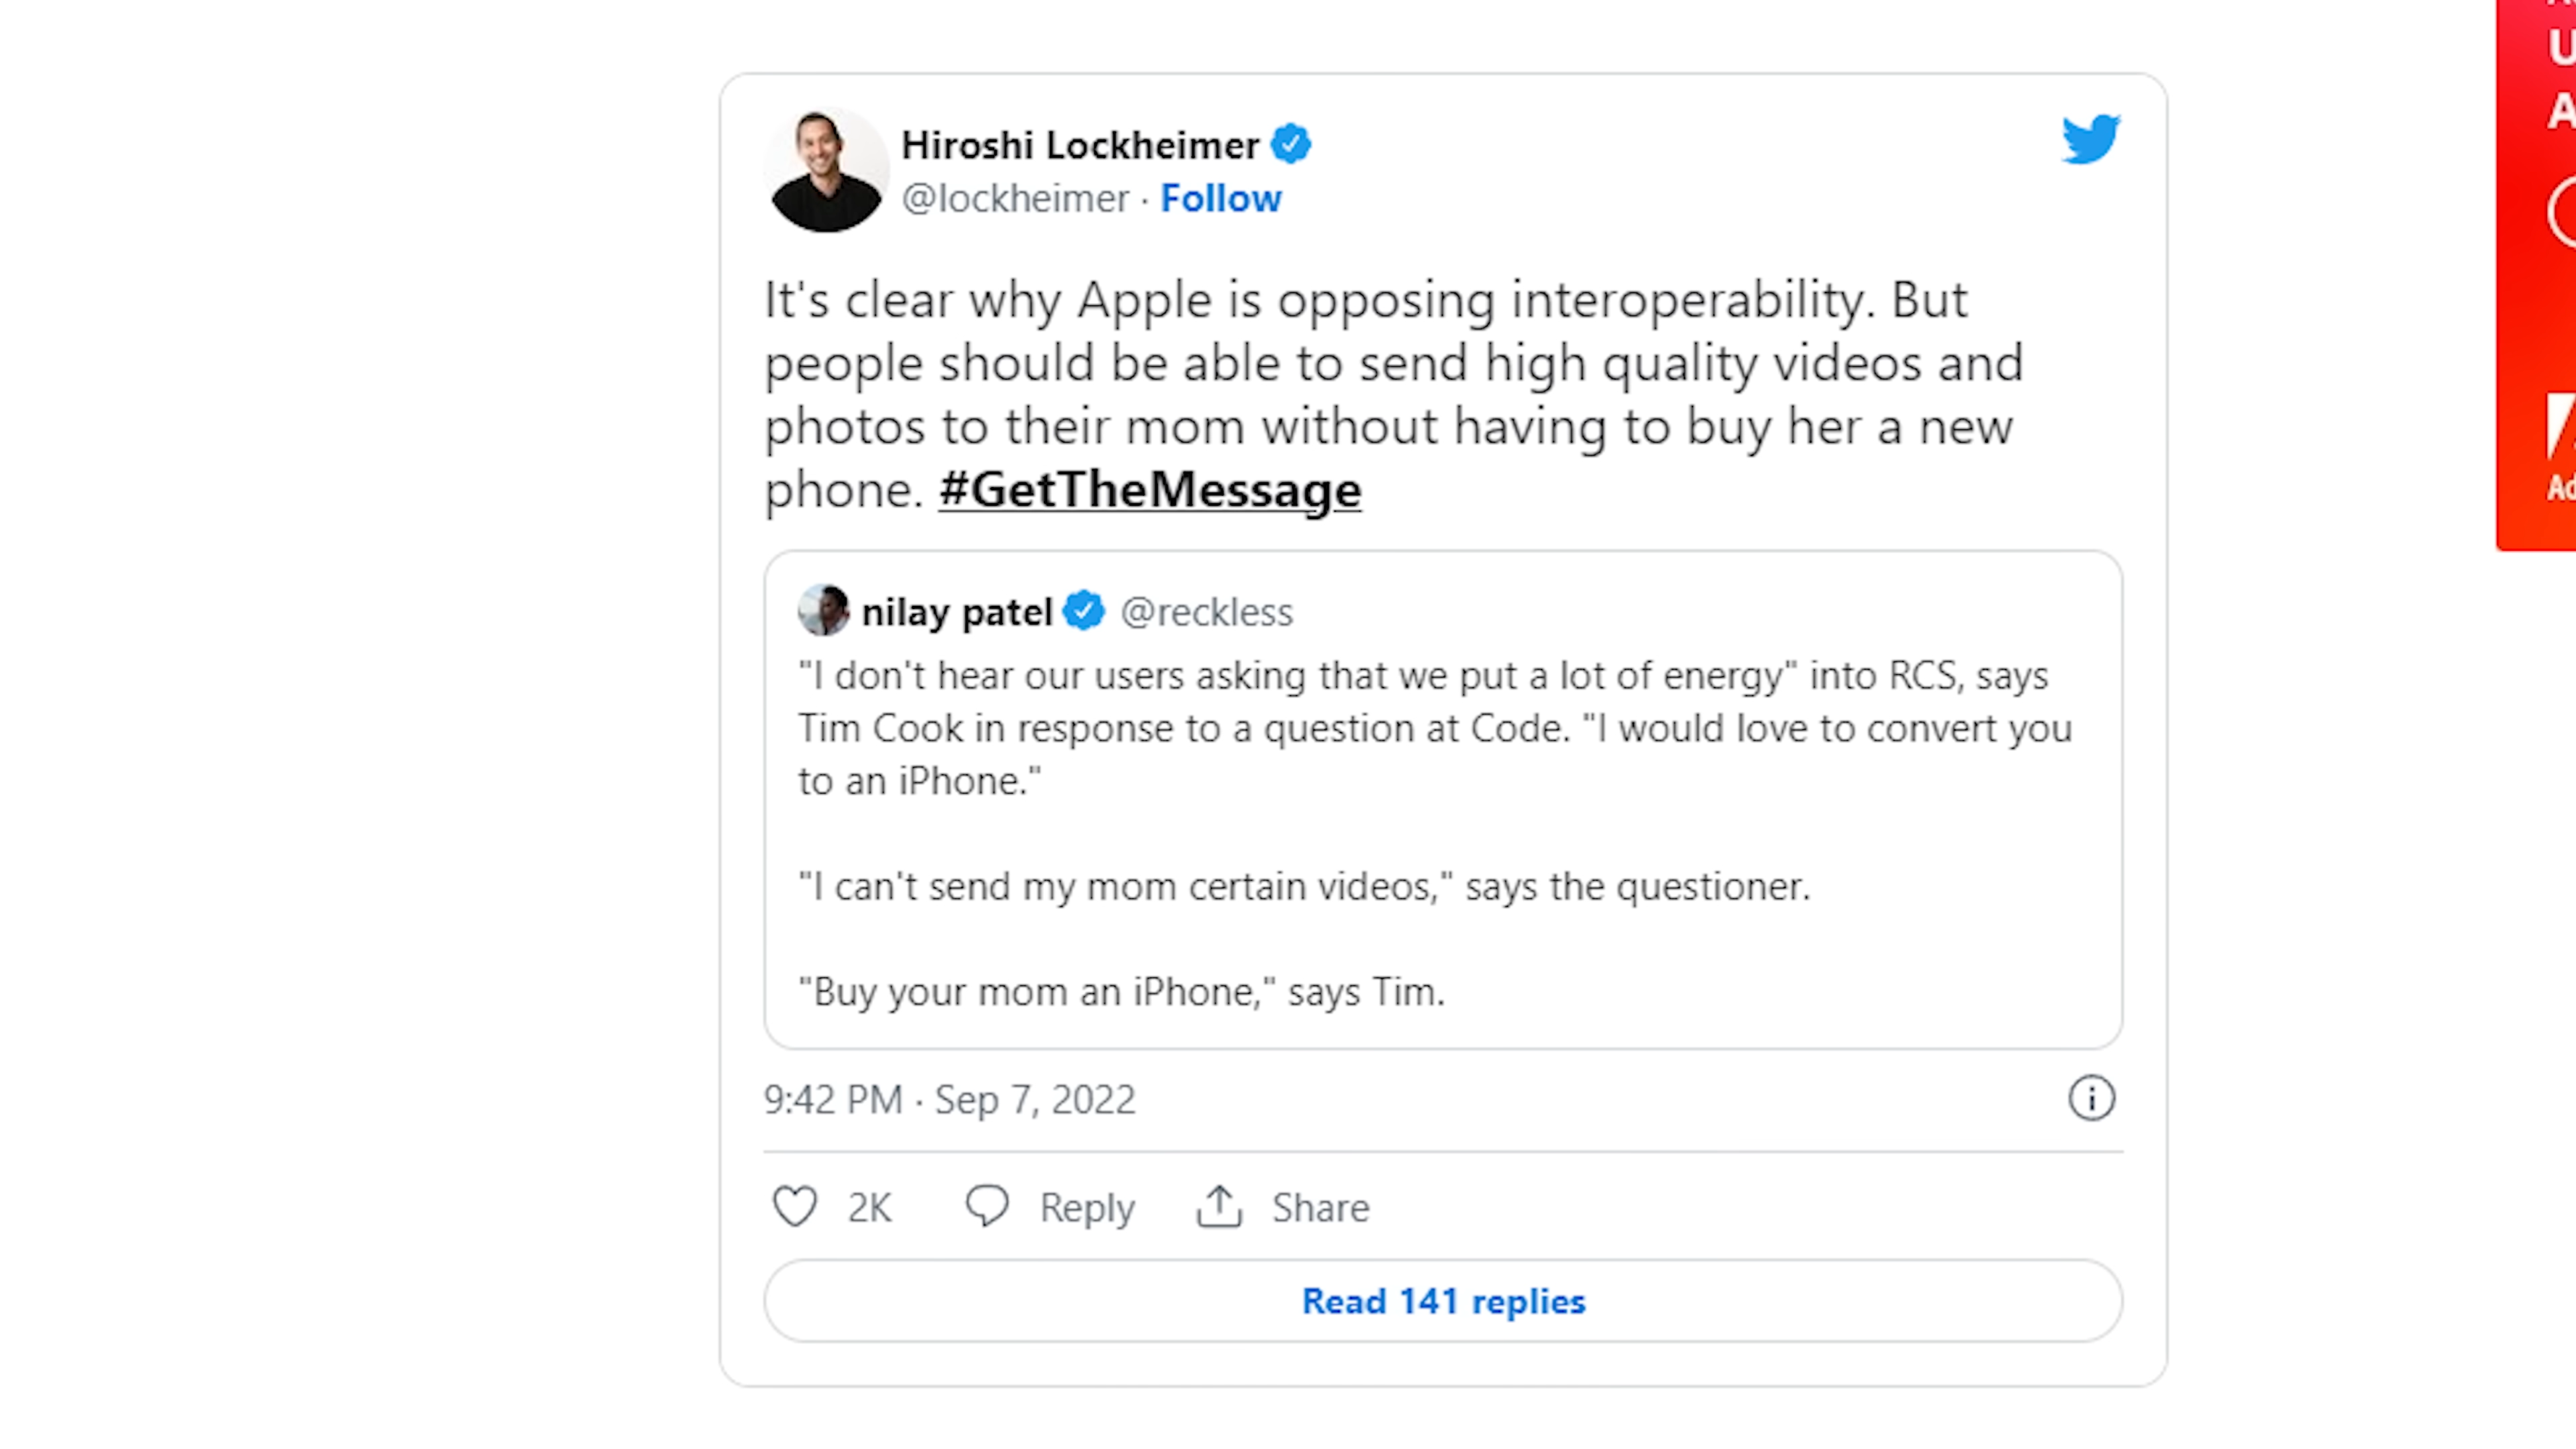 Hiroshi Lockheimer
@lockheimer · Follow
It's clear why Apple is opposing interoperability. But
people should be able to send high quality videos and
photos to their mom without having to buy her a new
phone. #GetTheMessage
nilay patel @reckless
"I don't hear our users asking that we put a lot of energy" into RCS, says
Tim Cook in response to a question at Code. "I would love to convert you
to an iPhone."
"I can't send my mom certain videos," says the questioner.
"Buy your mom an iPhone," says Tim.
9:42 PM · Sep 7, 2022
2K Reply Share
Read 141 replies